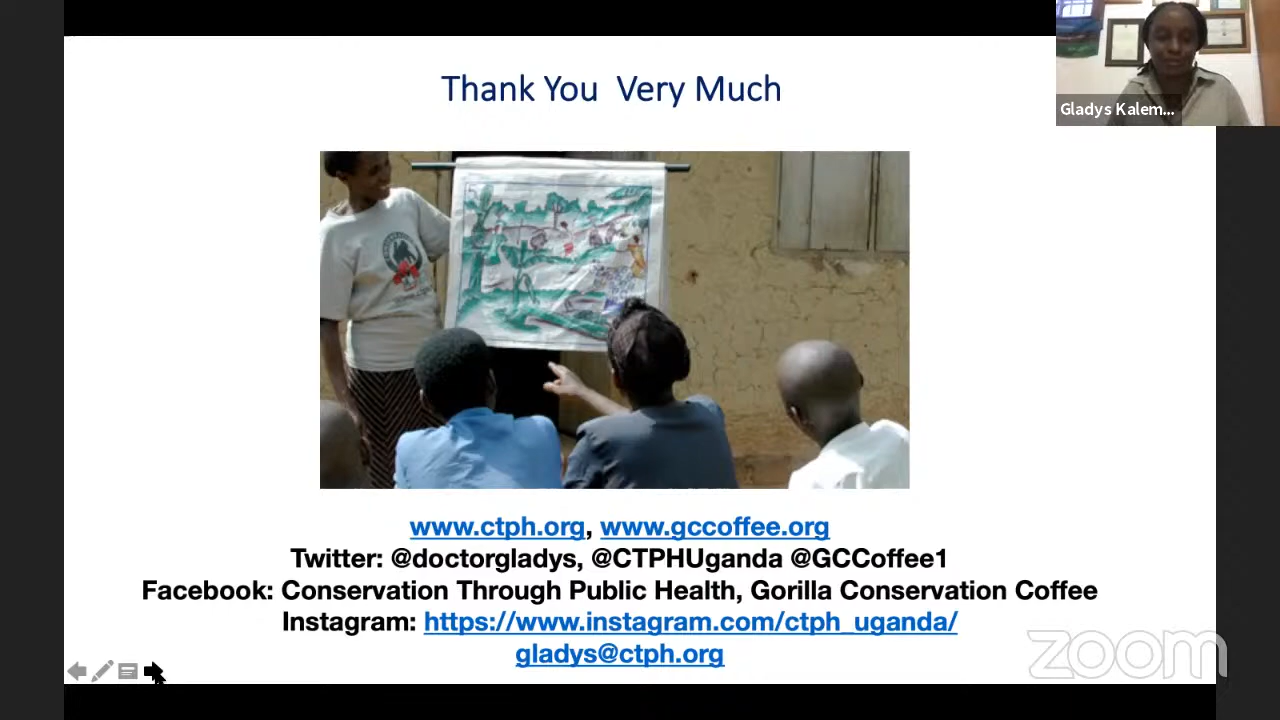 Thank You Very Much
Gladys Kalem...
www.ctph.org, www.gccoffee.org
Twitter: @doctorgladys, @CTPHUganda @GCCoffee1
Facebook: Conservation Through Public Health, Gorilla Conservation Coffee
Instagram: https://www.instagram.com/ctph_uganda/
gladys@ctph.org
zoom